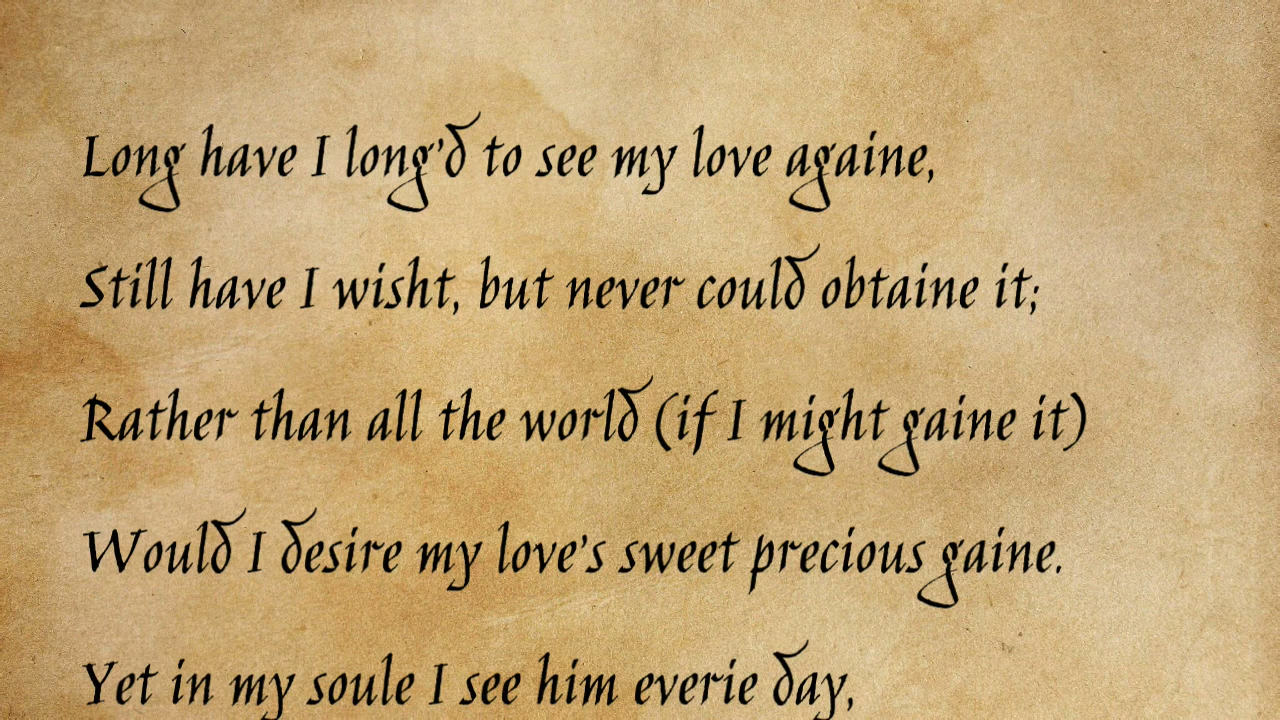 Long have I long'd to see my love againe,
Still have I wisht, but never could obtaine it;
Rather than all the world (if I might gaine it)
Would I desire my love's sweet precious gaine.
Yet in my soule I see him everie day,